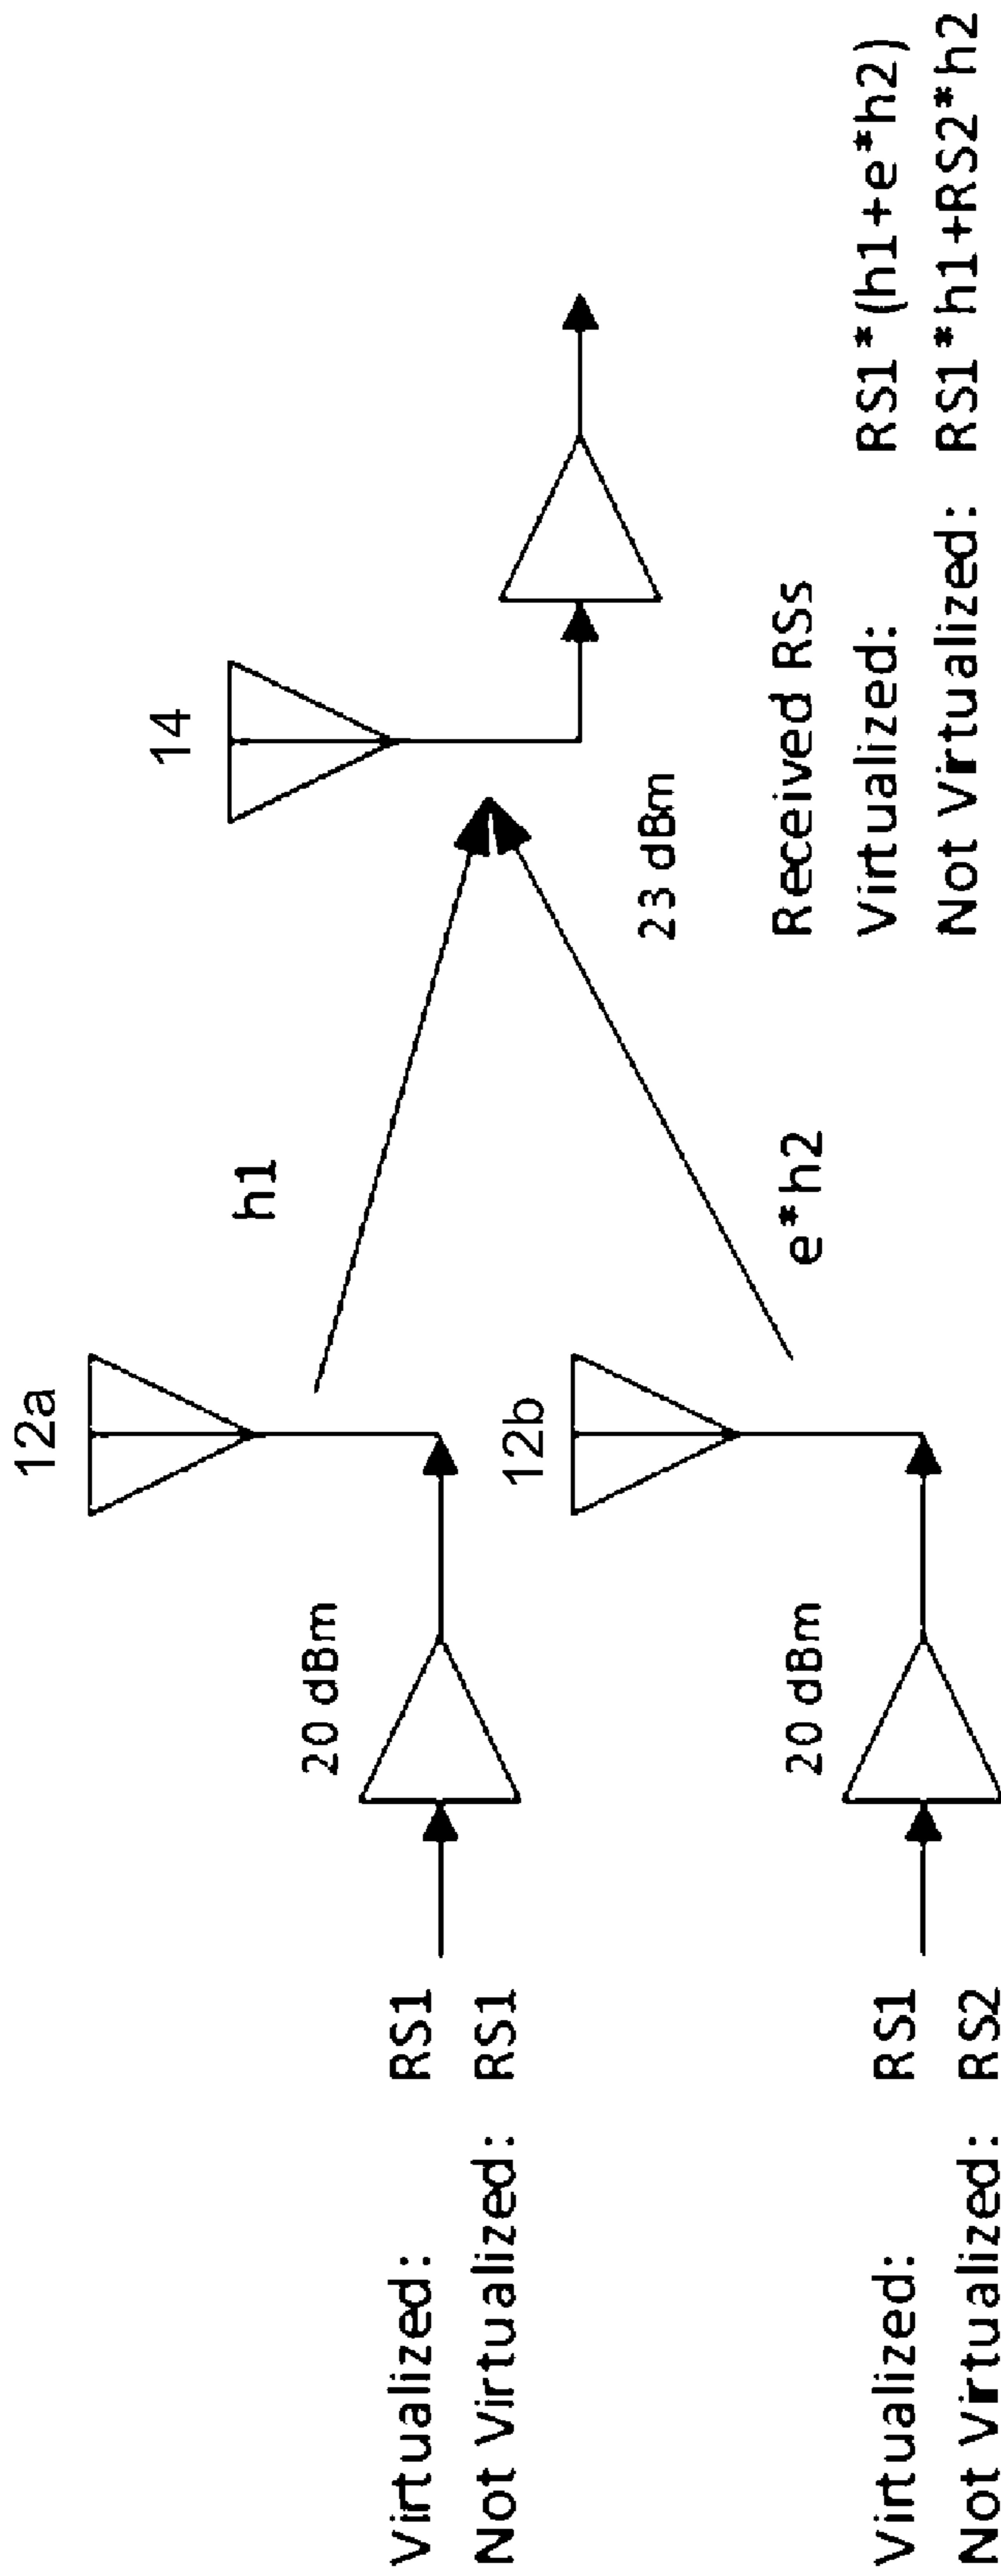 12a
14
Virtualized: RS1
Not Virtualized: RS1
20 dBm
h1
12b
23 dBm
Virtualized: RS1
Not Virtualized: RS2
20 dBm
e*h2
Received RSs
Virtualized: RS1*(h1+e*h2)
Not Virtualized: RS1*h1+RS2*h2